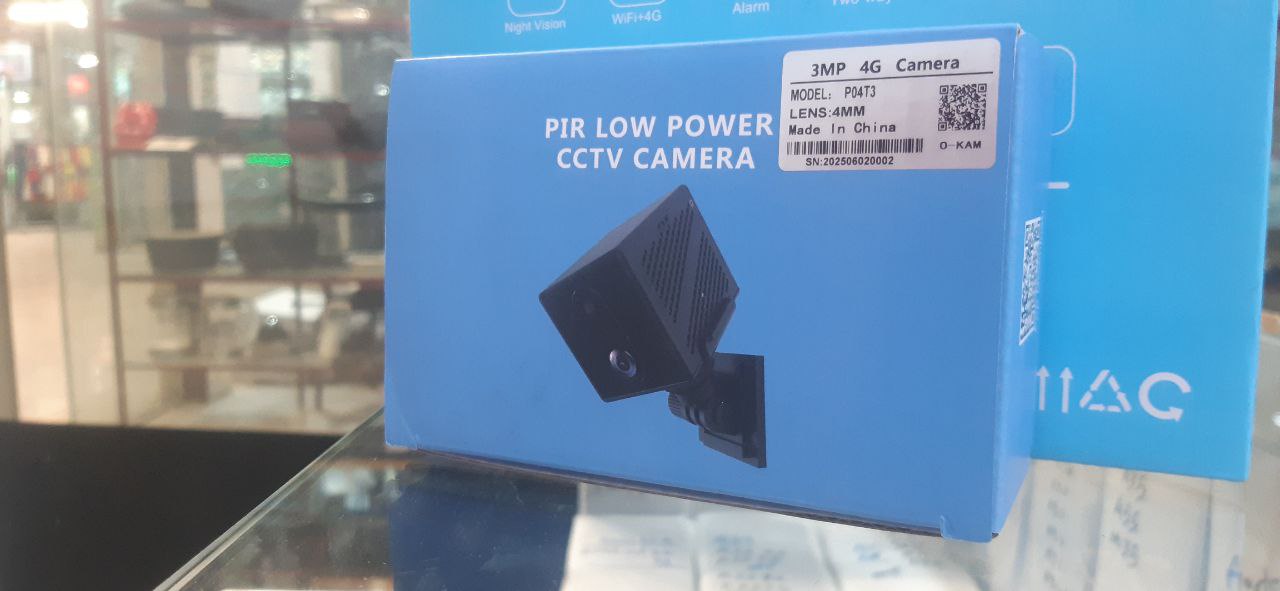 Night Vision
WiFi+4G
Alarm
PIR LOW POWER
CCTV CAMERA
3MP 4G Camera
MODEL: P04T3
LENS:4MM
Made In China
SN:202506020002
O-KAM